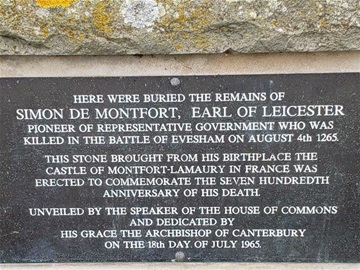 HERE WERE BURIED THE REMAINS OF
SIMON DE MONTFORT, EARL OF LEICESTER
PIONEER OF REPRESENTATIVE GOVERNMENT WHO WAS
KILLED IN THE BATTLE OF EVESHAM ON AUGUST 4th 1265.
THIS STONE BROUGHT FROM HIS BIRTHPLACE THE
CASTLE OF MONTFORT-LAMAURY IN FRANCE WAS
ERECTED TO COMMEMORATE THE SEVEN HUNDREDTH
ANNIVERSARY OF HIS DEATH.
UNVEILED BY THE SPEAKER OF THE HOUSE OF COMMONS
AND DEDICATED BY
HIS GRACE THE ARCHBISHOP OF CANTERBURY
ON THE 18th DAY OF JULY 1965.